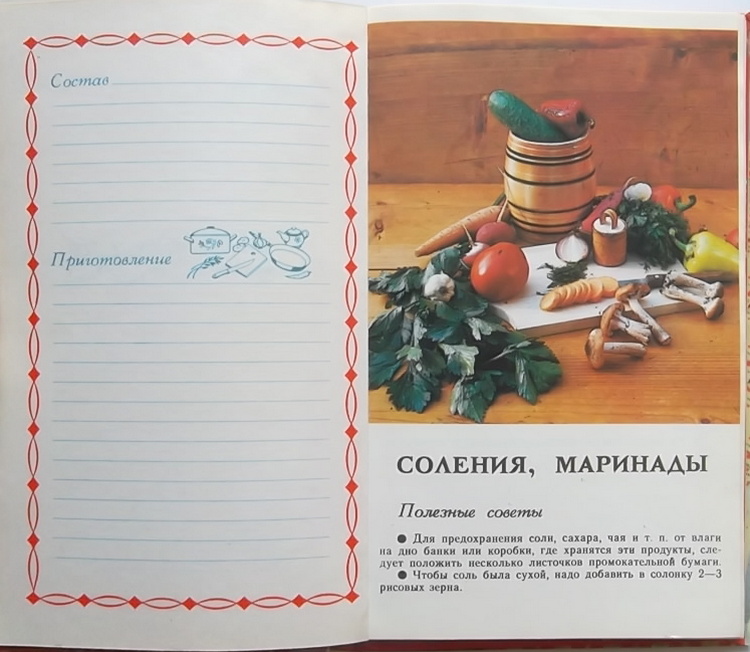 Состав
Приготовление
СОЛЕНИЯ, МАРИНАДЫ
Полезные советы
● Для предохранения соли, сахара, чая и т. п. от влаги
на дно банки или коробки, где хранятся эти продукты, сле-
дует положить несколько листочков промокательной бумаги.
● Чтобы соль была сухой, надо добавить в солонку 2—3
рисовых зерна.